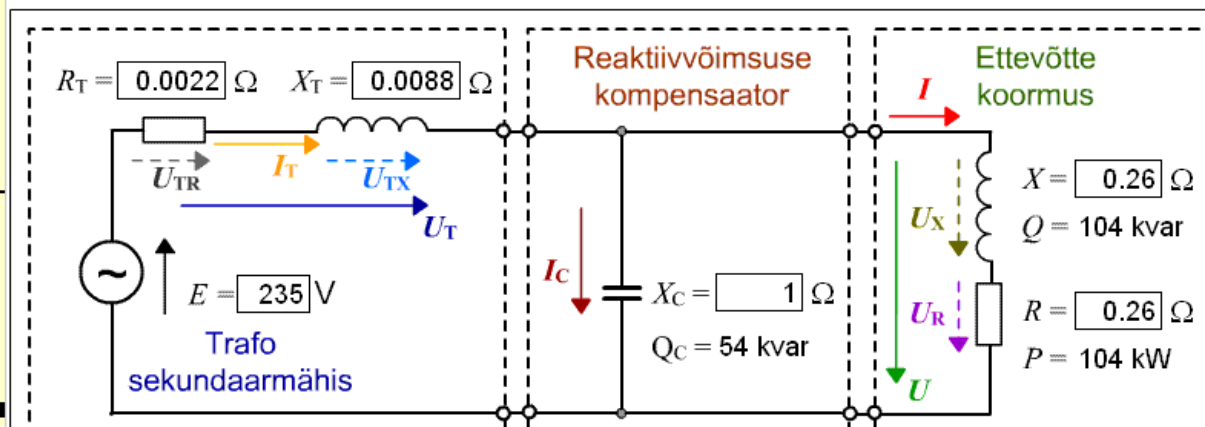 R_T = 0.0022 Ω X_T = 0.0088 Ω
U_TR I_T U_TX
U_T
E = 235 V
~
Trafo
sekundaarmähis
Reaktiivvõimsuse
kompensaator
I_C
X_C = 1 Ω
Q_C = 54 kvar
Ettevõtte
koormus
I
U_X
U_R
U
X = 0.26 Ω
Q = 104 kvar
R = 0.26 Ω
P = 104 kW